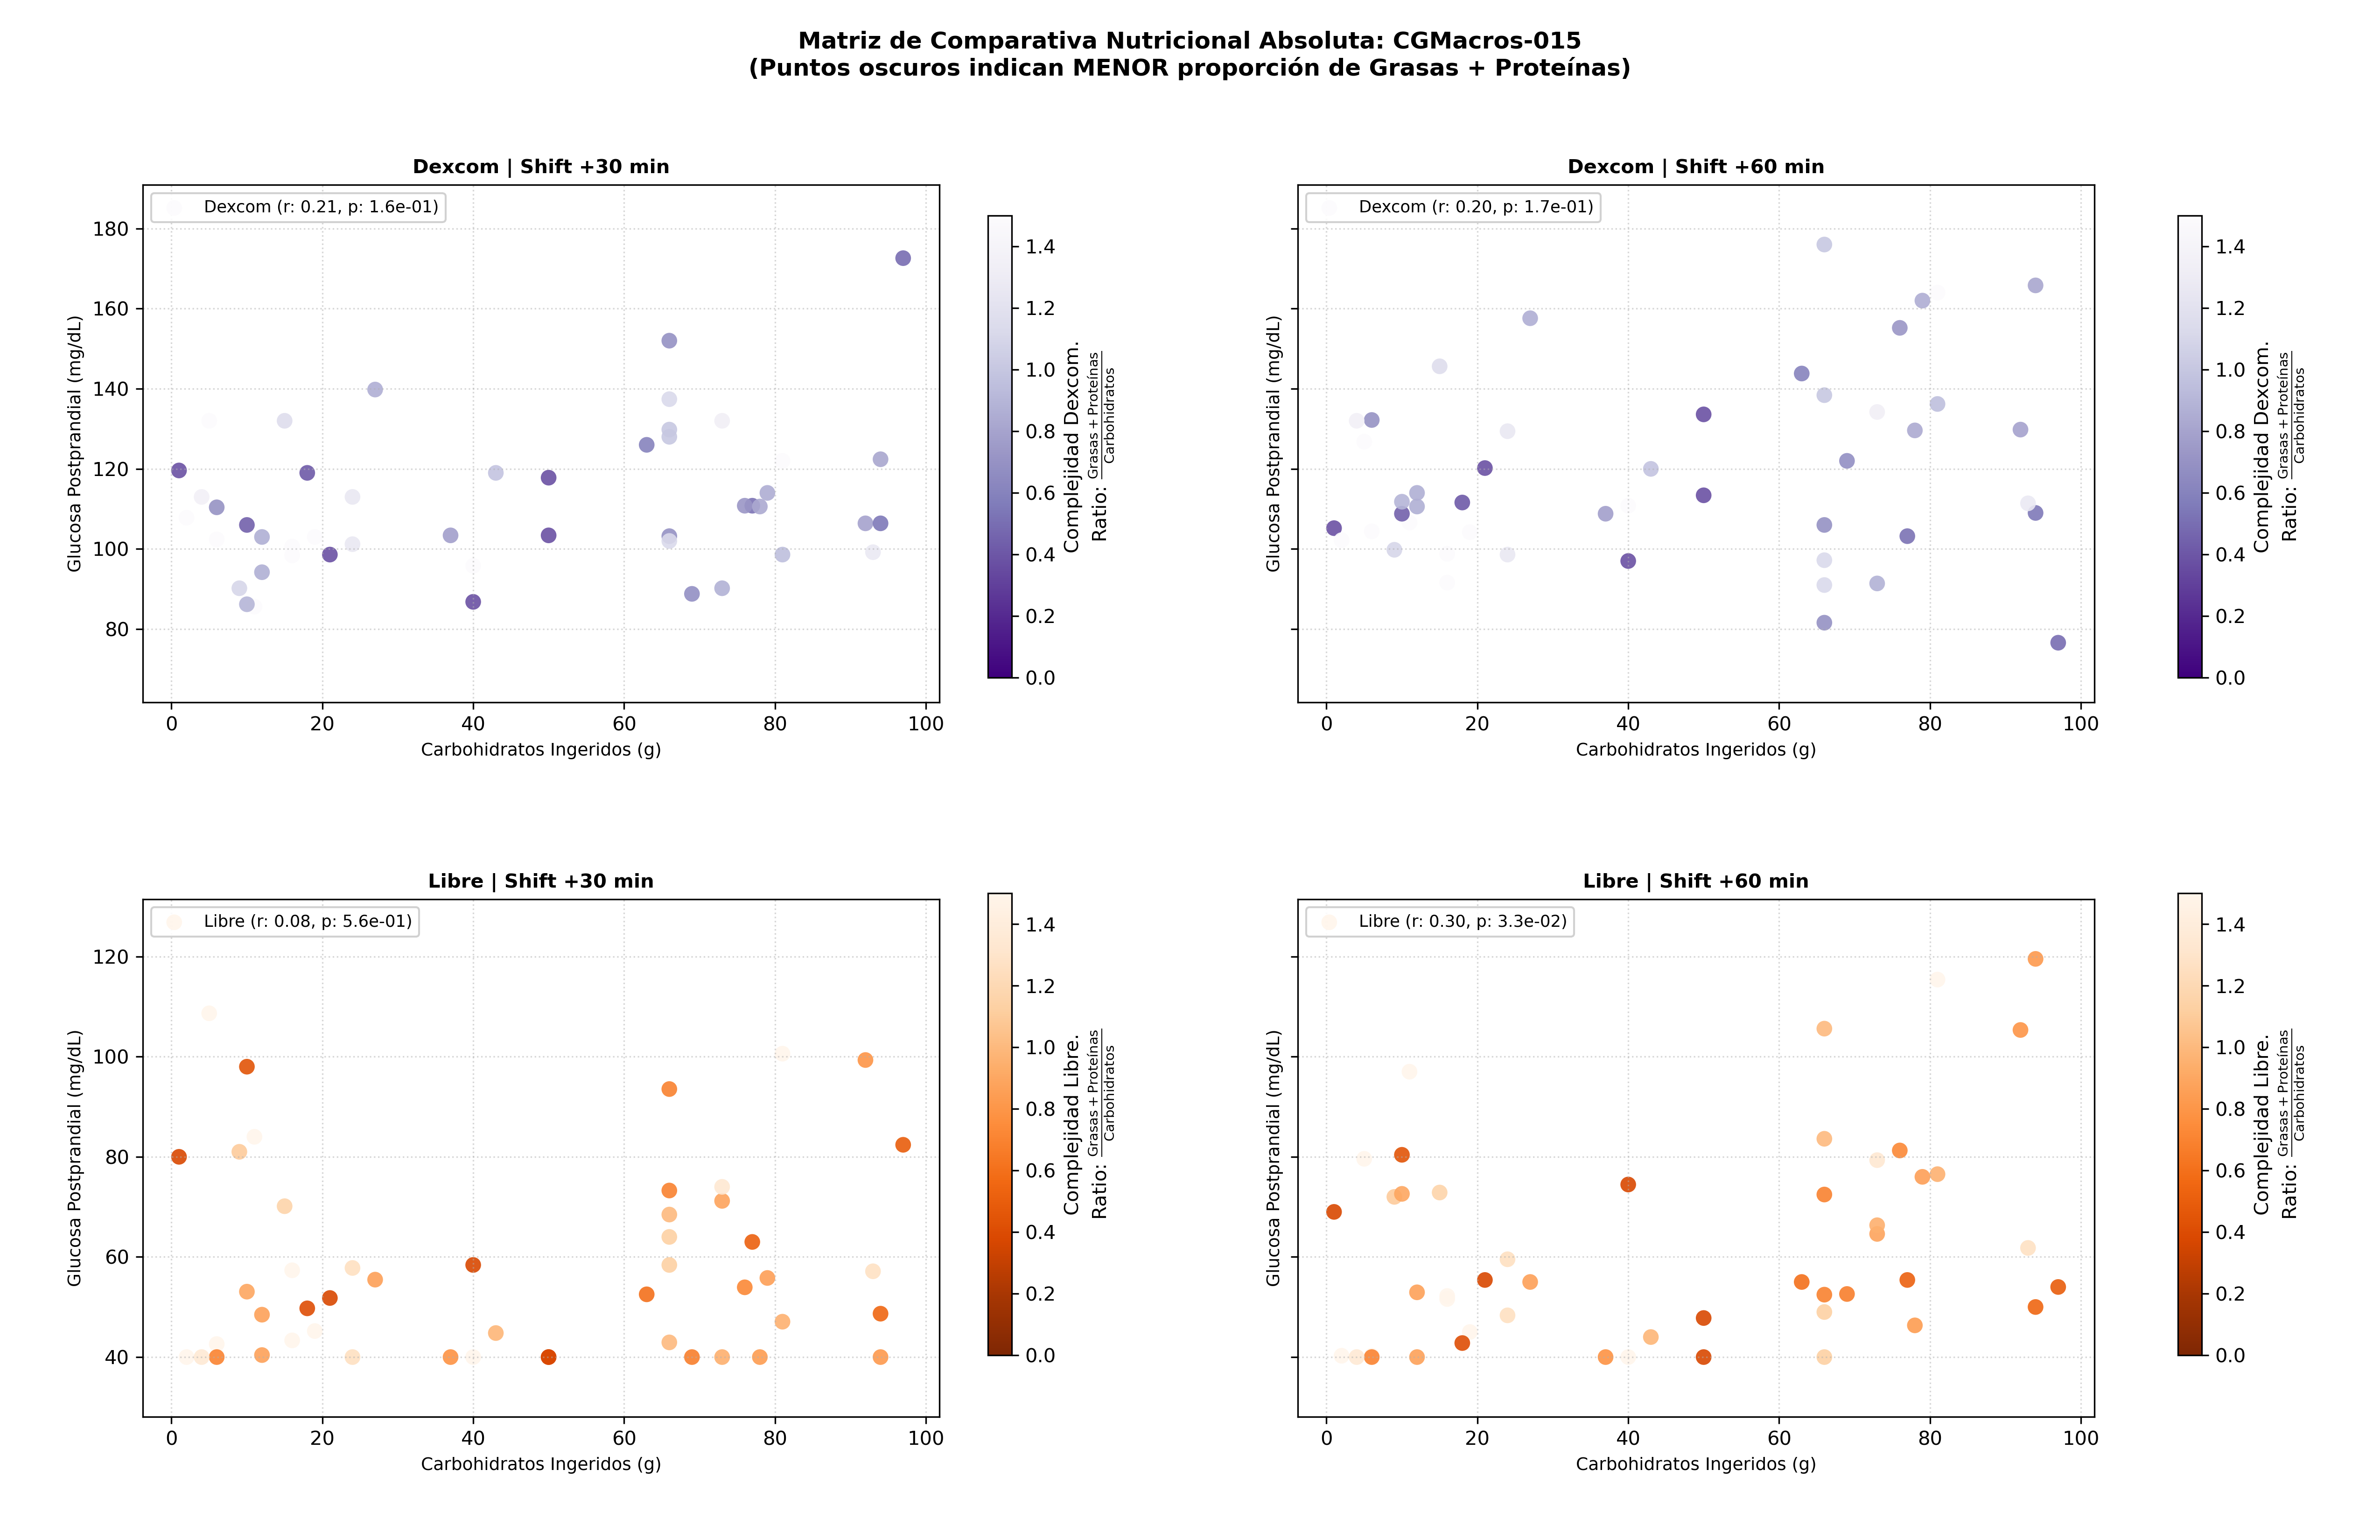 Matriz de Comparativa Nutricional Absoluta: CGMacros-015
(Puntos oscuros indican MENOR proporción de Grasas + Proteínas)
Dexcom | Shift +30 min
Dexcom (r: 0.21, p: 1.6e-01)
Glucosa Postprandial (mg/dL)
180
160
140
120
100
80
0 20 40 60 80 100
Carbohidratos Ingeridos (g)
1.4
1.2
1.0
0.8
0.6
0.4
0.2
0.0
Complejidad Dexcom.
Ratio: Grasas + Proteínas
Carbohidratos
Dexcom | Shift +60 min
Dexcom (r: 0.20, p: 1.7e-01)
Glucosa Postprandial (mg/dL)
0 20 40 60 80 100
Carbohidratos Ingeridos (g)
1.4
1.2
1.0
0.8
0.6
0.4
0.2
0.0
Complejidad Dexcom.
Ratio: Grasas + Proteínas
Carbohidratos
Libre | Shift +30 min
Libre (r: 0.08, p: 5.6e-01)
Glucosa Postprandial (mg/dL)
120
100
80
60
40
0 20 40 60 80 100
Carbohidratos Ingeridos (g)
1.4
1.2
1.0
0.8
0.6
0.4
0.2
0.0
Complejidad Libre.
Ratio: Grasas + Proteínas
Carbohidratos
Libre | Shift +60 min
Libre (r: 0.30, p: 3.3e-02)
Glucosa Postprandial (mg/dL)
0 20 40 60 80 100
Carbohidratos Ingeridos (g)
1.4
1.2
1.0
0.8
0.6
0.4
0.2
0.0
Complejidad Libre.
Ratio: Grasas + Proteínas
Carbohidratos